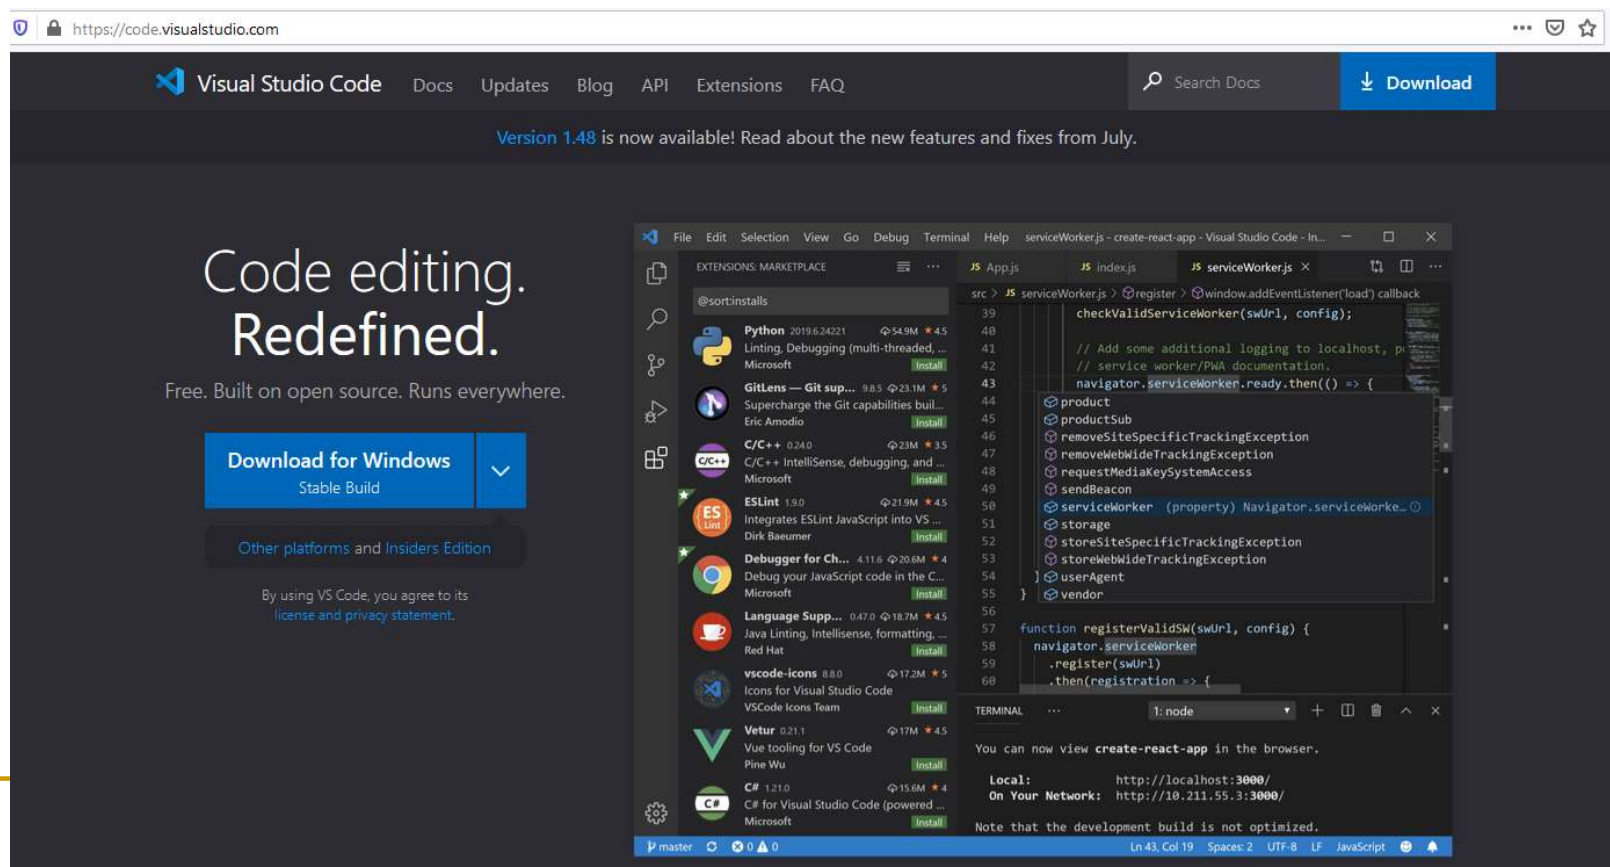 https://code.visualstudio.com
Visual Studio Code Docs Updates Blog API Extensions FAQ Search Docs Download
Version 1.48 is now available! Read about the new features and fixes from July.
Code editing.
Redefined.
Free. Built on open source. Runs everywhere.
Download for Windows
Stable Build
Other platforms and Insiders Edition
By using VS Code, you agree to its
license and privacy statement.
File Edit Selection View Go Debug Terminal Help serviceWorker.js - create-react-app - Visual Studio Code - In...
EXTENSIONS: MARKETPLACE
@sort:installs
Python 2019.6.24221 54.9M ★ 4.5
Linting, Debugging (multi-threaded, ...
Microsoft Install
GitLens — Git sup... 9.8.5 23.1M ★ 5
Supercharge the Git capabilities buil...
Eric Amodio Install
C/C++
C/C++ 0.24.0 23M ★ 3.5
C/C++ IntelliSense, debugging, and ...
Microsoft Install
ES
Lint
ESLint 1.9.0 21.9M ★ 4.5
Integrates ESLint JavaScript into VS ...
Dirk Baeumer Install
Debugger for Ch... 4.11.6 20.6M ★ 4
Debug your JavaScript code in the C...
Microsoft Install
Language Supp... 0.47.0 18.7M ★ 4.5
Java Linting, Intellisense, formatting, ...
Red Hat Install
vscode-icons 8.8.0 17.2M ★ 5
Icons for Visual Studio Code
VSCode Icons Team Install
Vetur 0.21.1 17M ★ 4.5
Vue tooling for VS Code
Pine Wu Install
C#
C# 1.21.0 15.6M ★ 4
C# for Visual Studio Code (powered ...
Microsoft Install
JS App.js JS index.js JS serviceWorker.js
src > JS serviceWorker.js > register > window.addEventListener('load') callback
39 checkValidServiceWorker(swUrl, config);
40
41 // Add some additional logging to localhost, p
42 // service worker/PWA documentation.
43 navigator.serviceWorker.ready.then(() => {
44 product
45 productSub
46 removeSiteSpecificTrackingException
47 removeWebWideTrackingException
48 requestMediaKeySystemAccess
49 sendBeacon
50 serviceWorker (property) Navigator.serviceWorke...
51 storage
52 storeSiteSpecificTrackingException
53 storeWebWideTrackingException
54 } userAgent
55 } vendor
56
57 function registerValidSW(swUrl, config) {
58 navigator.serviceWorker
59 .register(swUrl)
60 .then(registration => {
TERMINAL ... 1: node
You can now view create-react-app in the browser.
Local: http://localhost:3000/
On Your Network: http://10.211.55.3:3000/
Note that the development build is not optimized.
master 0 0 Ln 43, Col 19 Spaces: 2 UTF-8 LF JavaScript